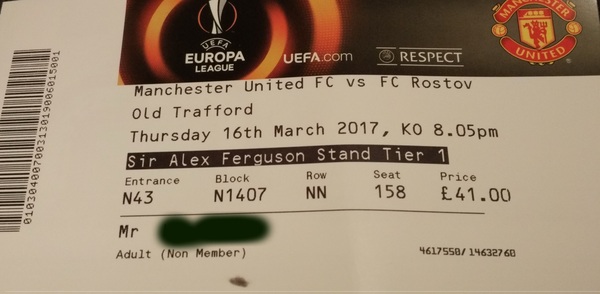 MANCHESTER
UNITED
UEFA
EUROPA
LEAGUE
UEFA.com
RESPECT
Manchester United FC vs FC Rostov
Old Trafford
Thursday 16th March 2017, KO 8.05pm
Sir Alex Ferguson Stand Tier 1
Entrance Block Row Seat Price
N43 N1407 NN 158 £41.00
Mr
Adult (Non Member)
4617550/14632760
01030400700313019006015001